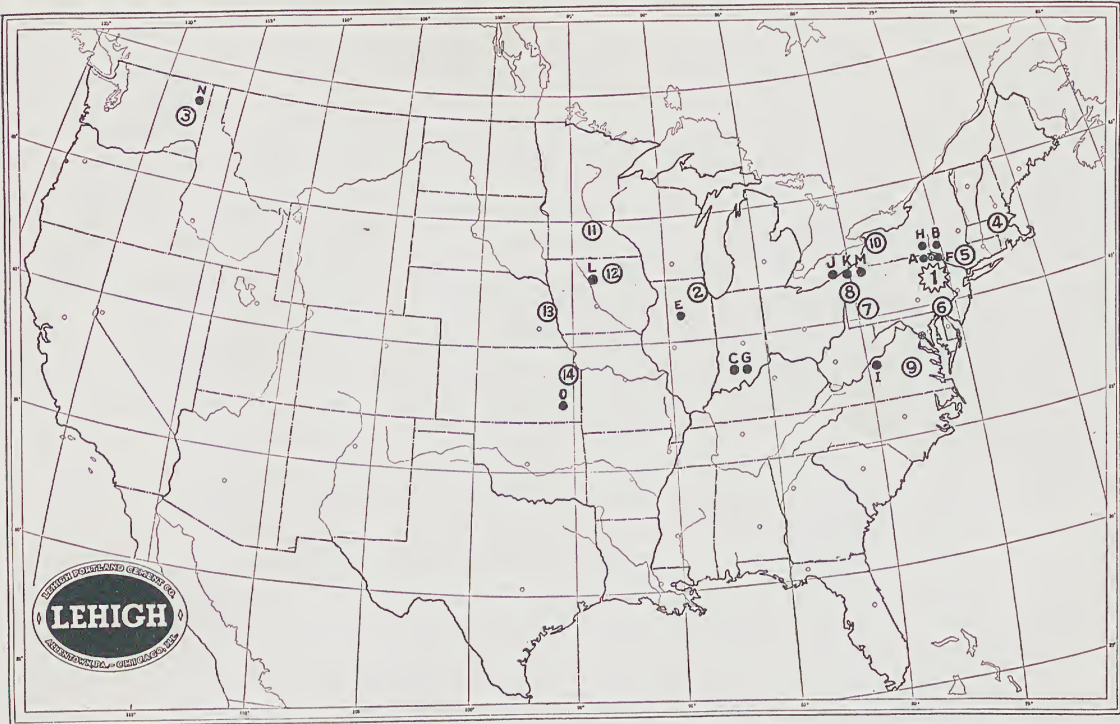 N
3
11
L
12
13
14
O
2
E
C G
10
J K M
8
7
H B
A F
1
5
4
6
9
I
LEHIGH PORTLAND CEMENT CO.
LEHIGH
ALLENTOWN, PA. - CHICAGO, ILL.